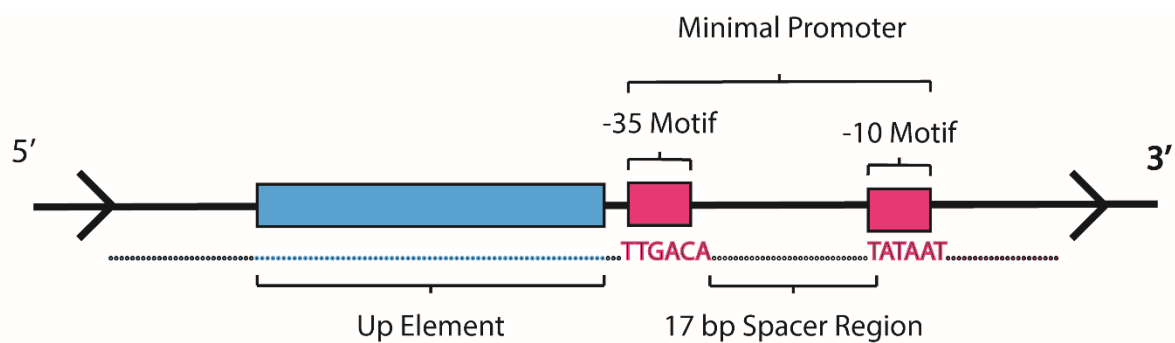 Minimal Promoter
-35 Motif
-10 Motif
5’
3’
TTGACA
TATAAT
Up Element
17 bp Spacer Region